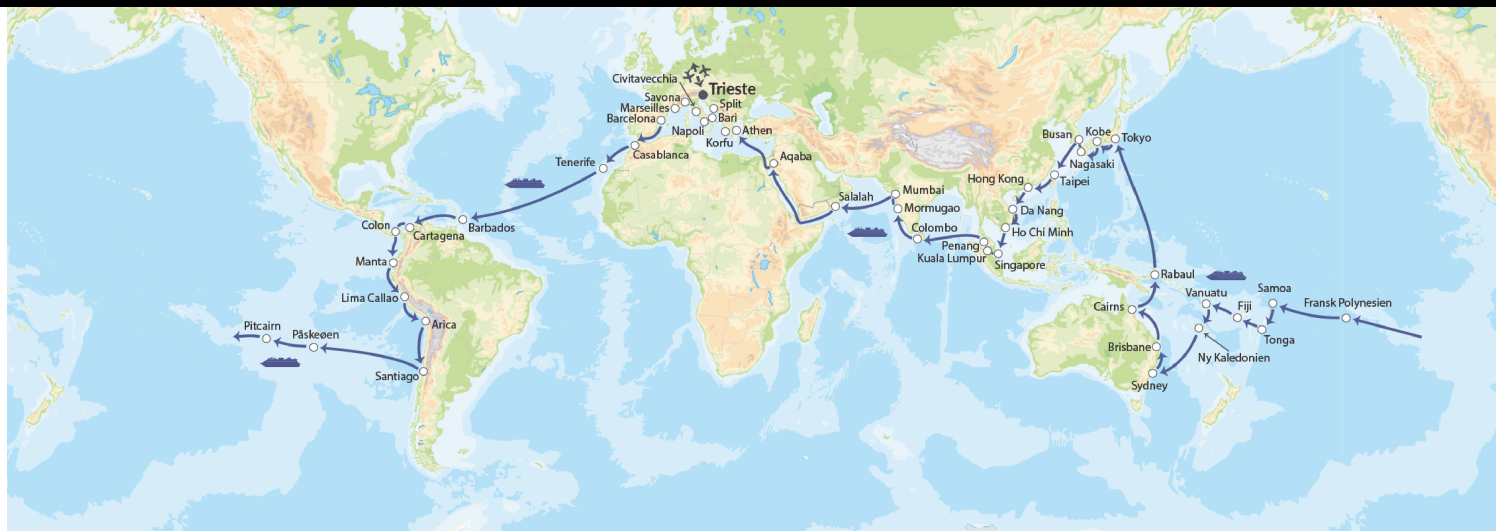 Civitavecchia
Trieste
Savona
Split
Marseilles
Bari
Barcelona
Napoli
Athen
Korfu
Casablanca
Tenerife
Aqaba
Busan
Kobe
Tokyo
Nagasaki
Taipei
Hong Kong
Mumbai
Salalah
Mormugao
Da Nang
Colombo
Ho Chi Minh
Penang
Kuala Lumpur
Singapore
Colon
Barbados
Cartagena
Manta
Lima Callao
Arica
Pitcairn
Påskeøen
Santiago
Rabaul
Cairns
Vanuatu
Samoa
Fiji
Fransk Polynesien
Tonga
Brisbane
Ny Kaledonien
Sydney